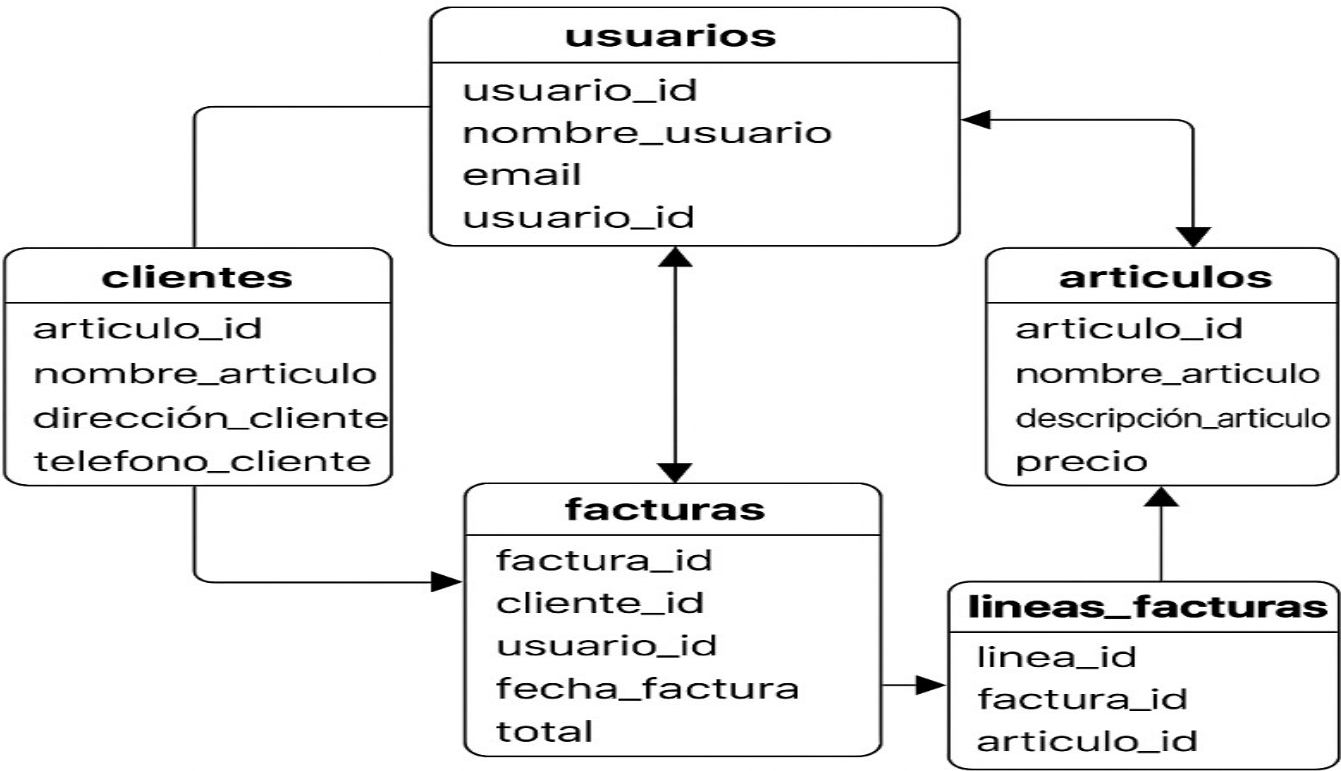 usuarios
usuario_id
nombre_usuario
email
usuario_id
clientes
articulo_id
nombre_articulo
dirección_cliente
telefono_cliente
articulos
articulo_id
nombre_articulo
descripción_articulo
precio
facturas
factura_id
cliente_id
usuario_id
fecha_factura
total
lineas_facturas
linea_id
factura_id
articulo_id